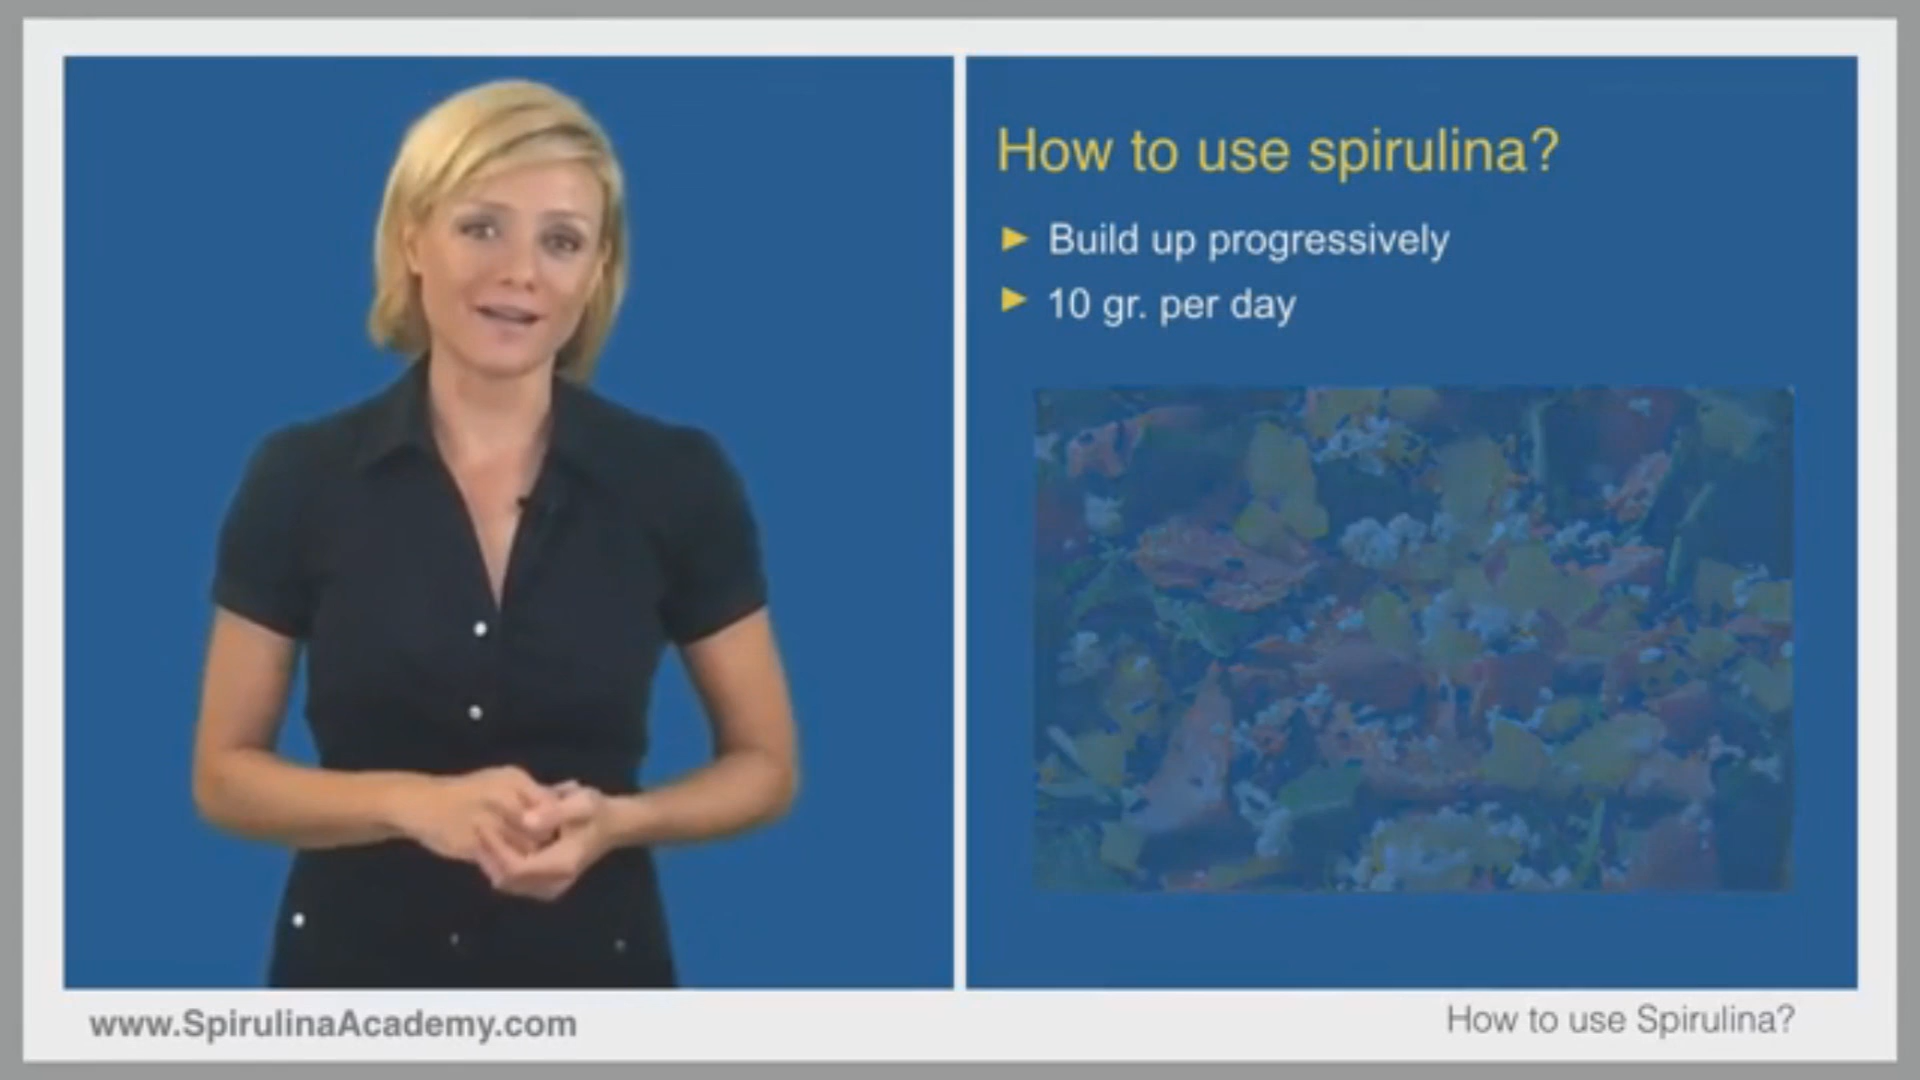 How to use spirulina?
Build up progressively
10 gr. per day
www.SpirulinaAcademy.com
How to use Spirulina?